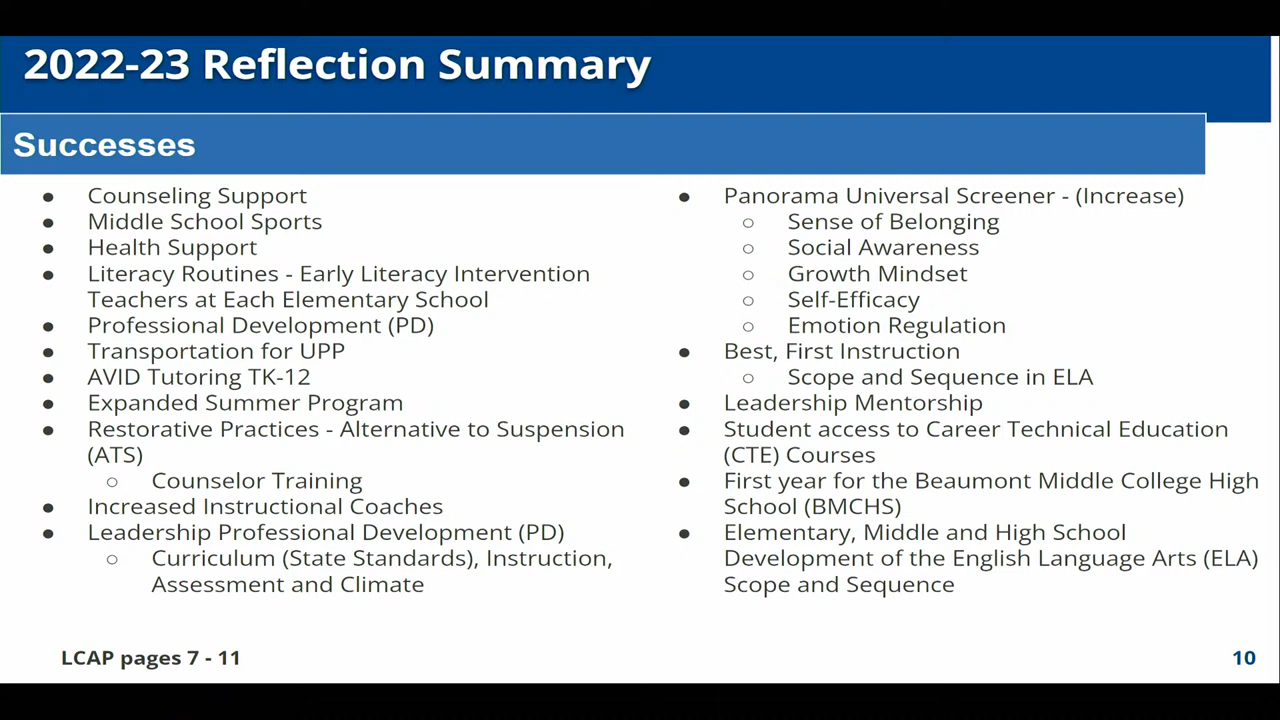 2022-23 Reflection Summary
Successes
● Counseling Support
● Middle School Sports
● Health Support
● Literacy Routines - Early Literacy Intervention
Teachers at Each Elementary School
● Professional Development (PD)
● Transportation for UPP
● AVID Tutoring TK-12
● Expanded Summer Program
● Restorative Practices - Alternative to Suspension
(ATS)
○ Counselor Training
● Increased Instructional Coaches
● Leadership Professional Development (PD)
○ Curriculum (State Standards), Instruction,
Assessment and Climate
● Panorama Universal Screener - (Increase)
○ Sense of Belonging
○ Social Awareness
○ Growth Mindset
○ Self-Efficacy
○ Emotion Regulation
● Best, First Instruction
○ Scope and Sequence in ELA
● Leadership Mentorship
● Student access to Career Technical Education
(CTE) Courses
● First year for the Beaumont Middle College High
School (BMCHS)
● Elementary, Middle and High School
Development of the English Language Arts (ELA)
Scope and Sequence
LCAP pages 7 - 11
10